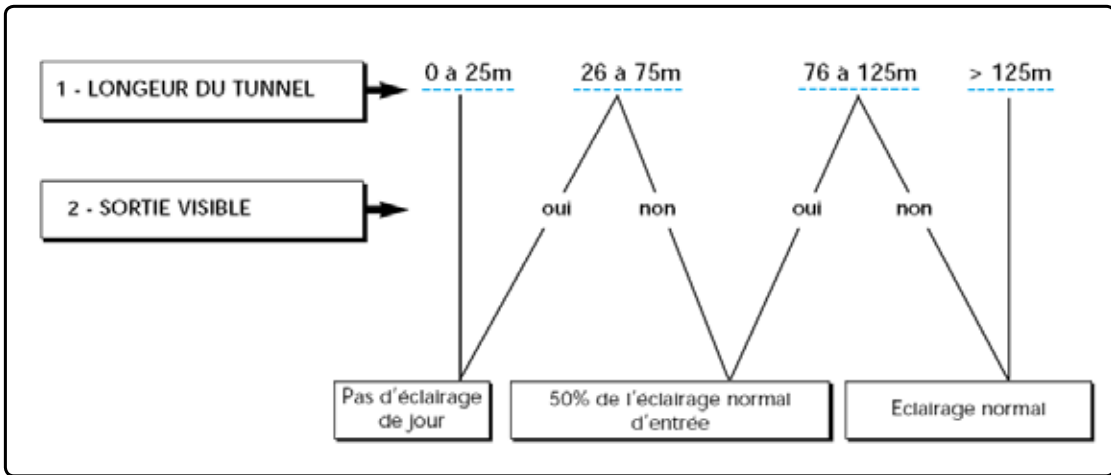 1 - LONGEUR DU TUNNEL
0 à 25m
26 à 75m
76 à 125m
> 125m
2 - SORTIE VISIBLE
oui
non
oui
non
Pas d'éclairage
de jour
50% de l'éclairage normal
d'entrée
Eclairage normal